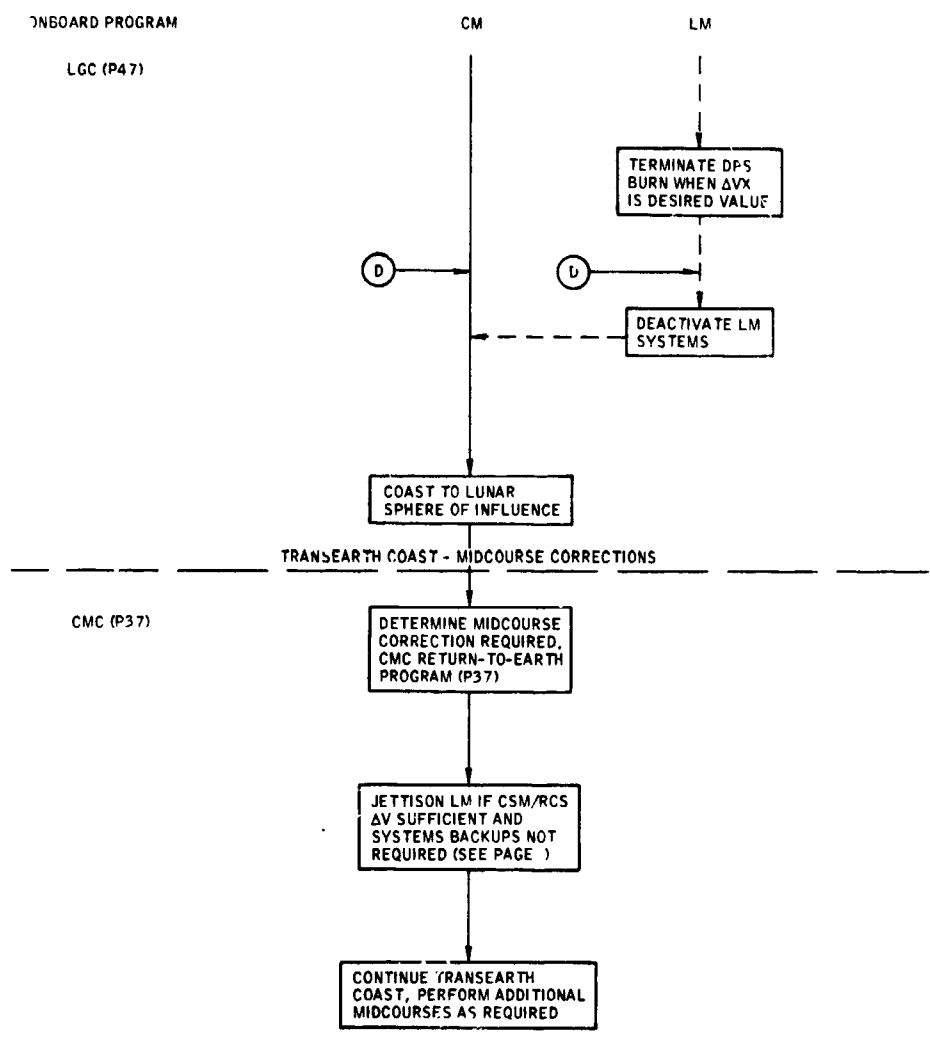 ONBOARD PROGRAM
CM
LM
LGC (P47)
TERMINATE DPS
BURN WHEN ΔVX
IS DESIRED VALUE
D
D
DEACTIVATE LM
SYSTEMS
COAST TO LUNAR
SPHERE OF INFLUENCE
TRANSEARTH COAST - MIDCOURSE CORRECTIONS
CMC (P37)
DETERMINE MIDCOURSE
CORRECTION REQUIRED,
CMC RETURN-TO-EARTH
PROGRAM (P37)
JETTISON LM IF CSM/RCS
ΔV SUFFICIENT AND
SYSTEMS BACKUPS NOT
REQUIRED (SEE PAGE )
CONTINUE TRANSEARTH
COAST, PERFORM ADDITIONAL
MIDCOURSES AS REQUIRED